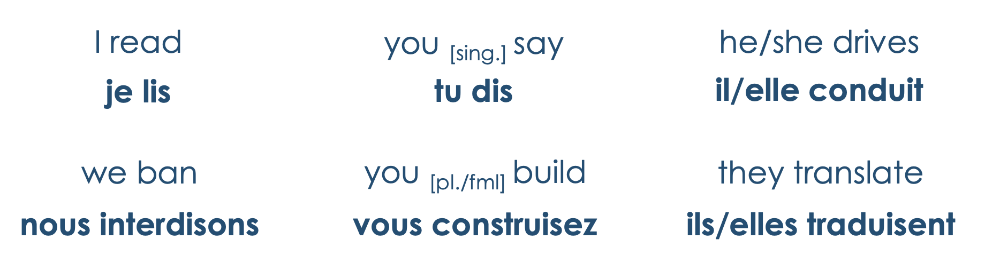 I read
je lis
you [sing.] say
tu dis
he/she drives
il/elle conduit
we ban
nous interdisons
you [pl./fml] build
vous construisez
they translate
ils/elles traduisent